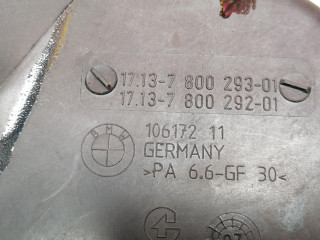 17.13-7 800 293-01
17.13-7 800 292-01
BMW
106172 11
GERMANY
>PA 6.6-GF 30<